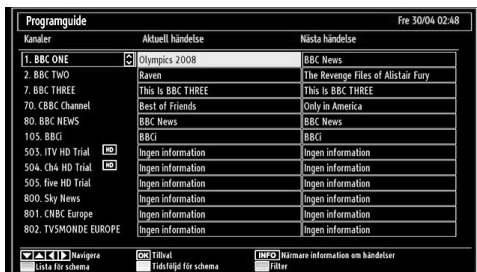 Programguide Fre 30/04 02:48
Kanaler Aktuell händelse Nästa händelse
1. BBC ONE Olympics 2008 BBC News
2. BBC TWO Raven The Revenge Files of Alistair Fury
7. BBC THREE This Is BBC THREE This Is BBC THREE
70. CBBC Channel Best of Friends Only in America
80. BBC NEWS BBC News BBC News
105. BBCi BBCi BBCi
503. ITV HD Trial HD Ingen information Ingen information
504. Ch4 HD Trial HD Ingen information Ingen information
505. five HD Trial Ingen information Ingen information
800. Sky News Ingen information Ingen information
801. CNBC Europe Ingen information Ingen information
802. TV5MONDE EUROPE Ingen information Ingen information
Navigera OK Tillval INFO Närmare information om händelser
Lista för schema Tidsföljd för schema Filter